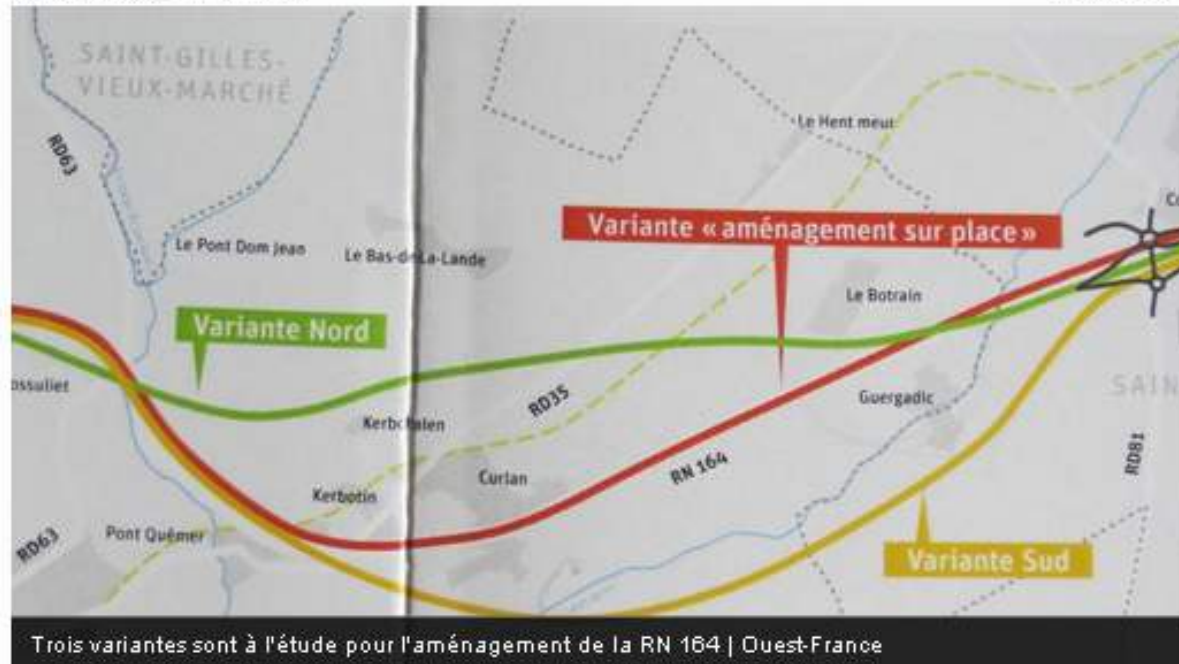 SAINT-GILLES-
VIEUX-MARCHÉ
RD63
Le Hent meur
Variante « aménagement sur place »
Le Pont Dom Jean
Le Bas-de-La-Lande
Le Botrain
Variante Nord
ossuliet
RD35
Guergadic
SAIN
Kerbotalen
RD81
RN 164
Curlan
Kerbotin
Pont Quémer
RD63
Variante Sud
Trois variantes sont à l'étude pour l'aménagement de la RN 164 | Ouest-France